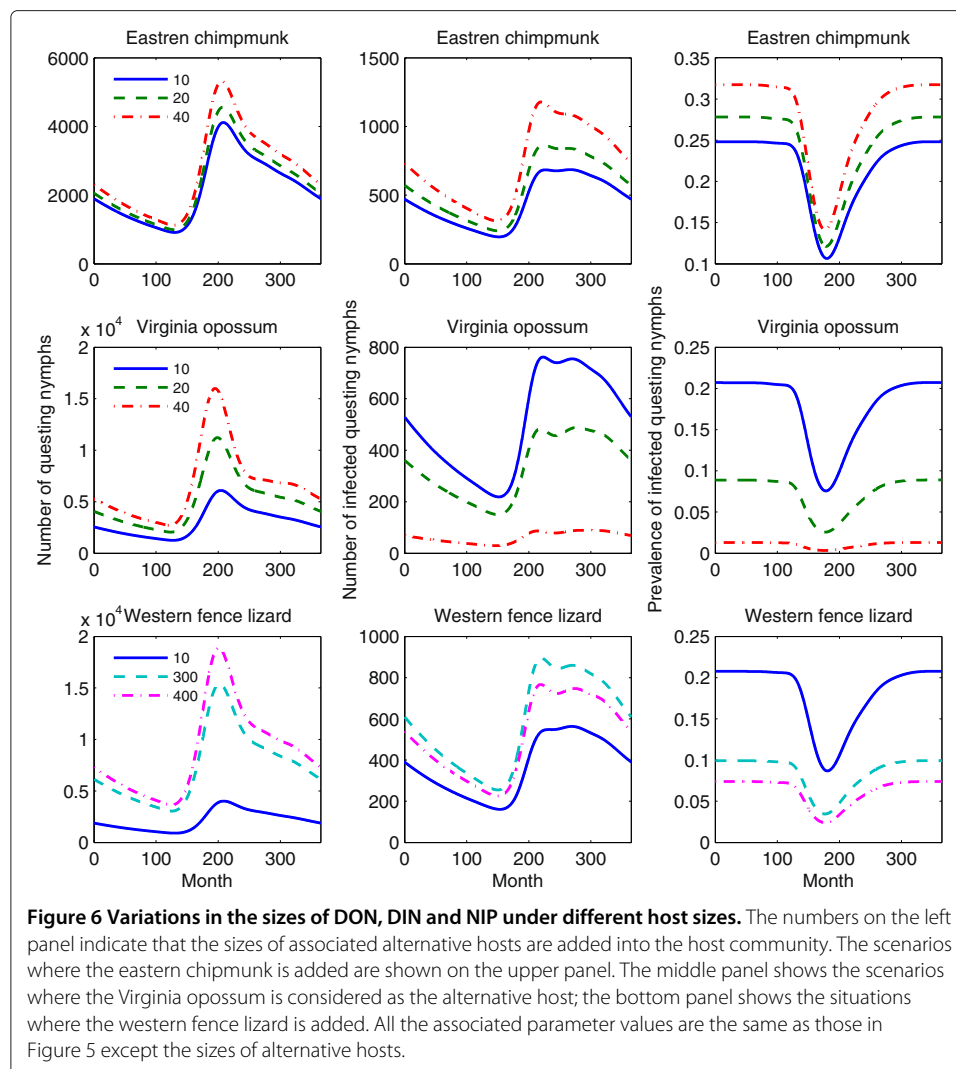 Eastren chimpmunk
6000
4000
2000
0
0 100 200 300
10
20
40
Eastren chimpmunk
1500
1000
500
0
0 100 200 300
Eastren chimpmunk
0.35
0.3
0.25
0.2
0.15
0.1
0 100 200 300
Number of questing nymphs
x 10^4
Virginia opossum
2
1.5
1
0.5
0
0 100 200 300
10
20
40
Number of infected questing nymphs
Virginia opossum
800
600
400
200
0
0 100 200 300
Prevalence of infected questing nymphs
Virginia opossum
0.25
0.2
0.15
0.1
0.05
0
0 100 200 300
x 10^4
Western fence lizard
2
1.5
1
0.5
0
0 100 200 300
Month
10
300
400
Western fence lizard
1000
800
600
400
200
0
0 100 200 300
Month
Western fence lizard
0.25
0.2
0.15
0.1
0.05
0
0 100 200 300
Month
Figure 6 Variations in the sizes of DON, DIN and NIP under different host sizes. The numbers on the left
panel indicate that the sizes of associated alternative hosts are added into the host community. The scenarios
where the eastern chipmunk is added are shown on the upper panel. The middle panel shows the scenarios
where the Virginia opossum is considered as the alternative host; the bottom panel shows the situations
where the western fence lizard is added. All the associated parameter values are the same as those in
Figure 5 except the sizes of alternative hosts.